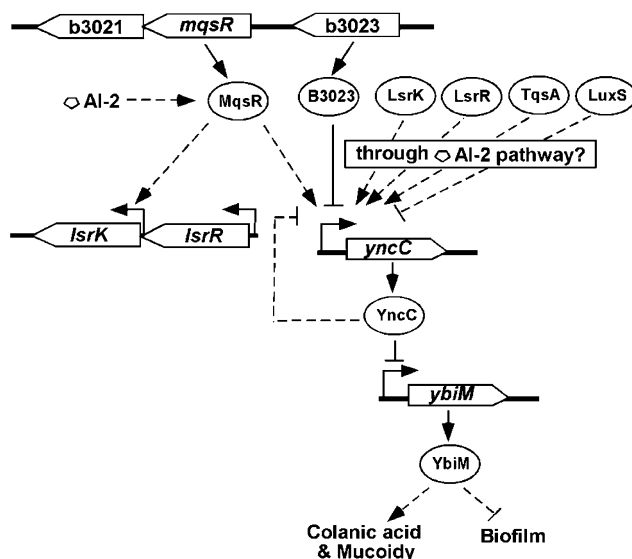 b3021
mqsR
b3023
AI-2
MqsR
B3023
LsrK
LsrR
TqsA
LuxS
through AI-2 pathway?
lsrK
lsrR
yncC
YncC
ybiM
YbiM
Colanic acid
& Mucoidy
Biofilm